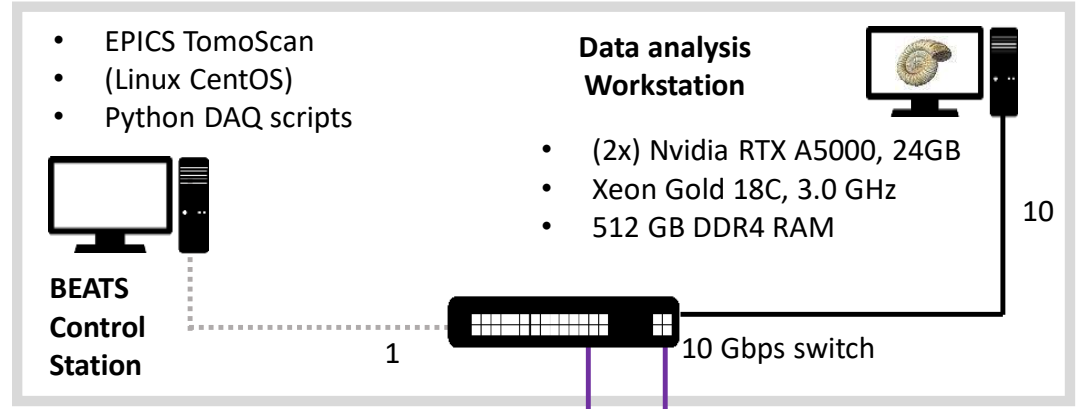 • EPICS TomoScan
• (Linux CentOS)
• Python DAQ scripts
BEATS
Control
Station
1
Data analysis
Workstation
• (2x) Nvidia RTX A5000, 24GB
• Xeon Gold 18C, 3.0 GHz
• 512 GB DDR4 RAM
10
10 Gbps switch